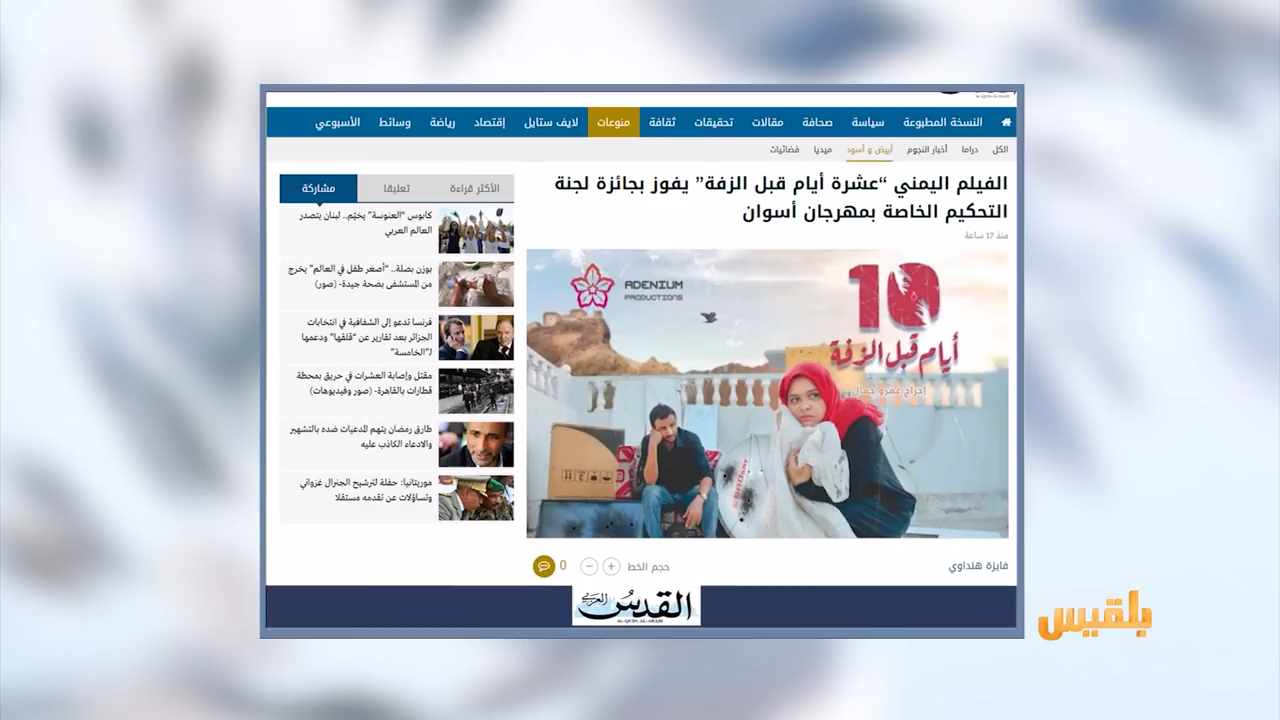 النسخة المطبوعة سياسة صحافة مقالات تحقيقات ثقافة منوعات لايف ستايل إقتصاد رياضة وسائط الأسبوعي
الكل دراما أخبار النجوم أبيض و أسود ميديا فضائيات
الفيلم اليمني “عشرة أيام قبل الزفة” يفوز بجائزة لجنة
التحكيم الخاصة بمهرجان أسوان
منذ 17 ساعة
ADENIUM
PRODUCTIONS
10
أيام قبل الزفة
إخراج عمرو جمال
فايزة هنداوي
حجم الخط + − 0
الأكثر قراءة تعليقا مشاركة
كابوس “العنوسة” يخيّم.. لبنان يتصدر
العالم العربي
بوزن بصلة.. “أصغر طفل في العالم” يخرج
من المستشفى بصحة جيدة- (صور)
فرنسا تدعو إلى الشفافية في انتخابات
الجزائر بعد تقارير عن “قلقها” ودعمها
لـ”الخامسة”
مقتل وإصابة العشرات في حريق بمحطة
قطارات بالقاهرة- (صور وفيديوهات)
طارق رمضان يتهم المدعيات ضده بالتشهير
والادعاء الكاذب عليه
موريتانيا: حفلة لترشيح الجنرال غزواني
وتساؤلات عن تقدمه مستقلا
القدس العربي
AL-QUDS AL-ARABI
بلقيس